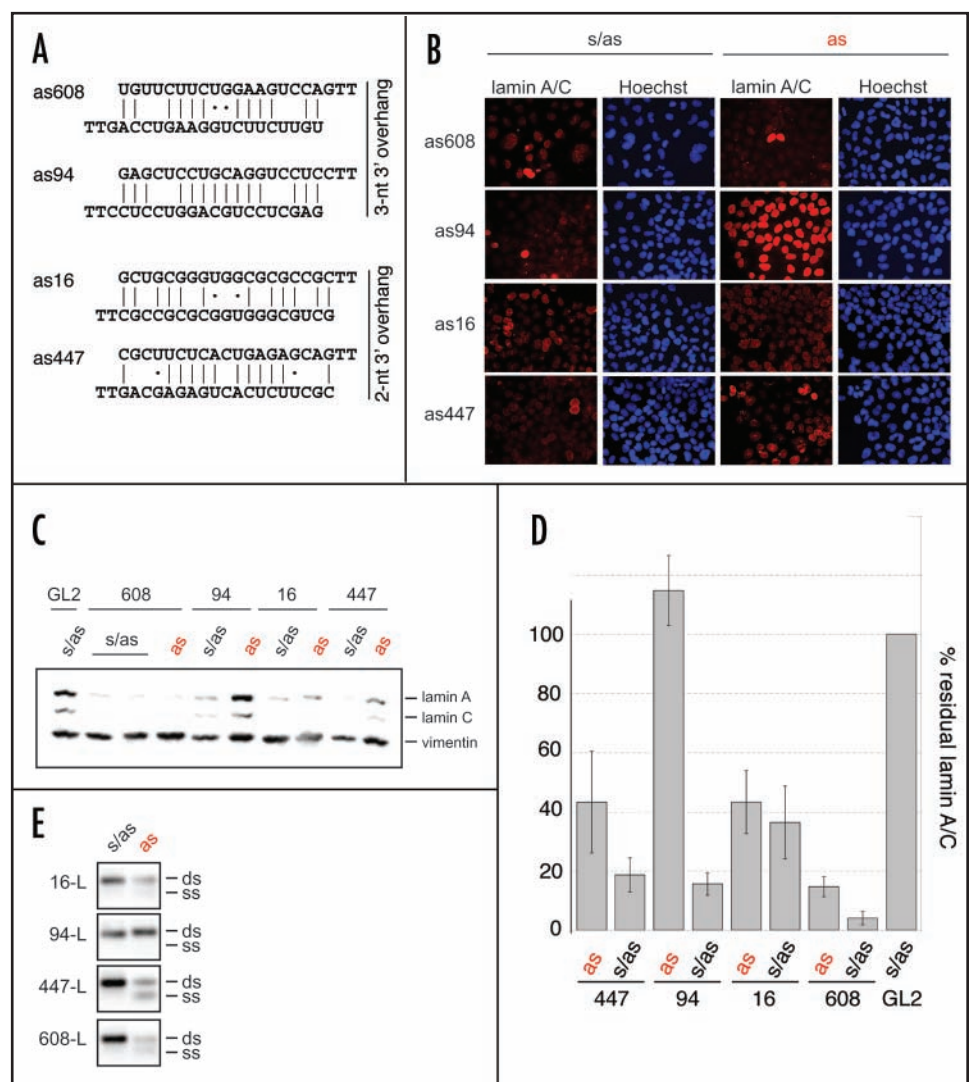 A
as608
UGUUCUUCUGGAAGUCCAGTT
TTGACCUGAAGGUCUUCUUGU
as94
GAGCUCCUGCAGGUCCUCCTT
TTCCUCCUGGACGUCCUCGAG
3-nt 3' overhang
as16
GCUGCGGGUGGCGCGCCGCTT
TTCGCCGCGCGGUGGGCGUCG
as447
CGCUUCUCACUGAGAGCAGTT
TTGACGAGAGUCACUCUUCGC
2-nt 3' overhang
B
s/as as
lamin A/C Hoechst lamin A/C Hoechst
as608
as94
as16
as447
C
GL2 608 94 16 447
s/as s/as as s/as as s/as as s/as as
lamin A
lamin C
vimentin
D
100
80
60
40
20
0
% residual lamin A/C
as s/as as s/as as s/as as s/as s/as
447 94 16 608 GL2
E
s/as as
16-L ds
ss
94-L ds
ss
447-L ds
ss
608-L ds
ss